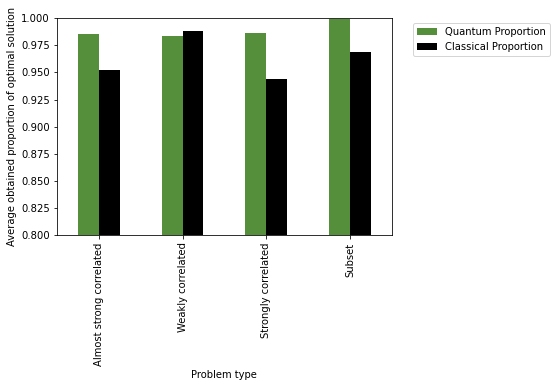 Average obtained proportion of optimal solution
1.000
0.975
0.950
0.925
0.900
0.875
0.850
0.825
0.800
Almost strong correlated
Weakly correlated
Strongly correlated
Subset
Problem type
Quantum Proportion
Classical Proportion